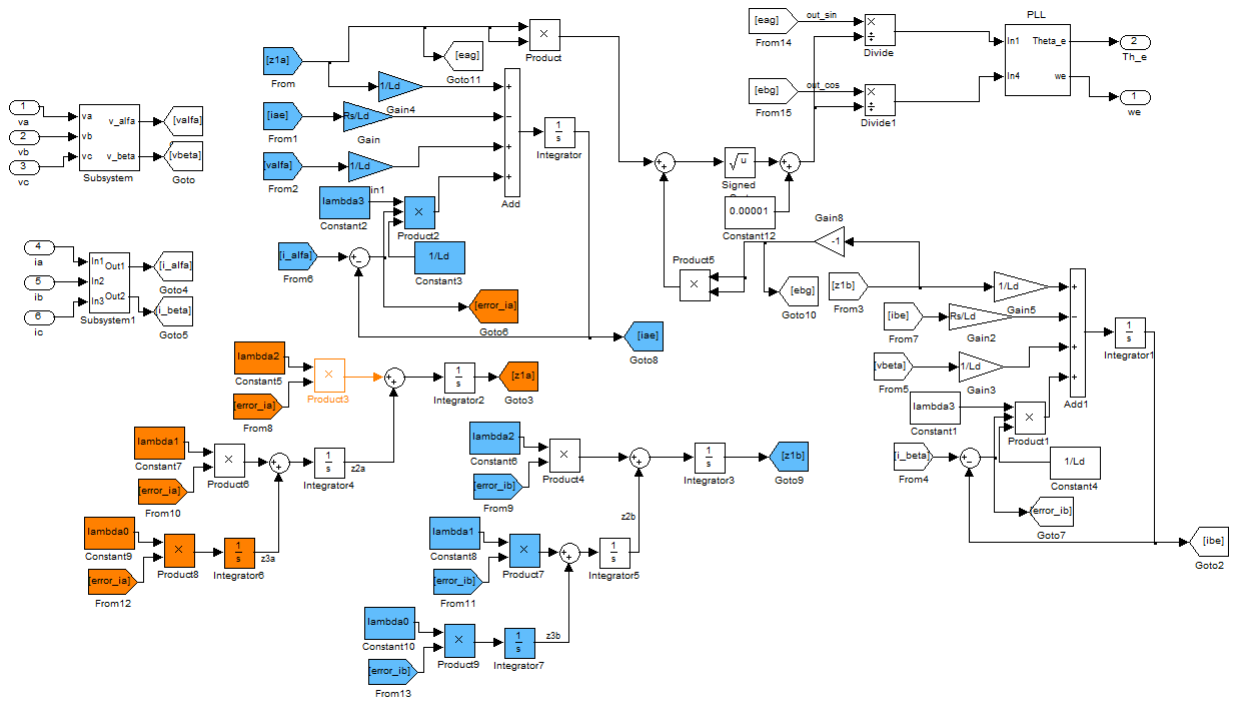 [eag]
out_sin
From14
×
÷
Divide
PLL
In1
Theta_e
In4
we
2
Th_e
1
we
[ebg]
out_cos
From15
×
÷
Divide1
[z1a]
From
[eag]
Goto11
×
Product
1/Ld
Gain4
[iae]
From1
Rs/Ld
Gain
[valfa]
From2
1/Ld
in1
+
−
+
+
Add
1
s
Integrator
lambda3
Constant2
×
Product2
1/Ld
Constant3
[i_alfa]
From6
[error_ia]
Goto6
[iae]
Goto8
1
va
2
vb
3
vc
va
vb
vc
v_alfa
v_beta
Subsystem
[valfa]
[vbeta]
Goto
4
ia
5
ib
6
ic
In1
In2
In3
Out1
Out2
Subsystem1
[i_alfa]
Goto4
[i_beta]
Goto5
√u
Signed
0.00001
Constant12
Product5
×
Gain8
-1
[ebg]
Goto10
[z1b]
From3
1/Ld
Gain5
[ibe]
From7
Rs/Ld
Gain2
[vbeta]
From5
1/Ld
Gain3
+
−
+
+
Add1
1
s
Integrator1
lambda3
Constant1
×
Product1
1/Ld
Constant4
[i_beta]
From4
[error_ib]
Goto7
[ibe]
Goto2
lambda2
Constant5
×
Product3
[error_ia]
From8
1
s
Integrator2
[z1a]
Goto3
lambda1
Constant7
×
Product6
[error_ia]
From10
1
s
Integrator4
z2a
lambda0
Constant9
×
Product8
[error_ia]
From12
1
s
Integrator6
z3a
lambda2
Constant6
×
Product4
[error_ib]
From9
1
s
Integrator3
[z1b]
Goto9
z2b
lambda1
Constant8
×
Product7
[error_ib]
From11
1
s
Integrator5
lambda0
Constant10
×
Product9
[error_ib]
From13
1
s
Integrator7
z3b